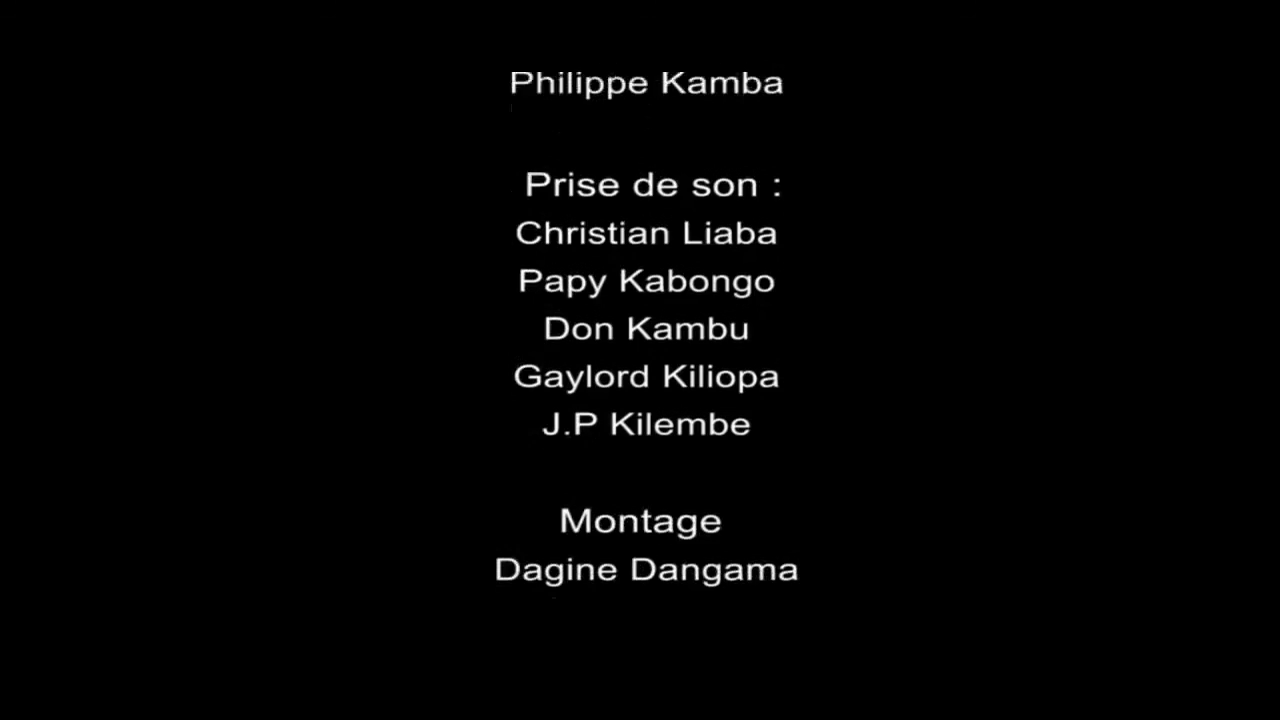 Philippe Kamba
Prise de son :
Christian Liaba
Papy Kabongo
Don Kambu
Gaylord Kiliopa
J.P Kilembe
Montage
Dagine Dangama